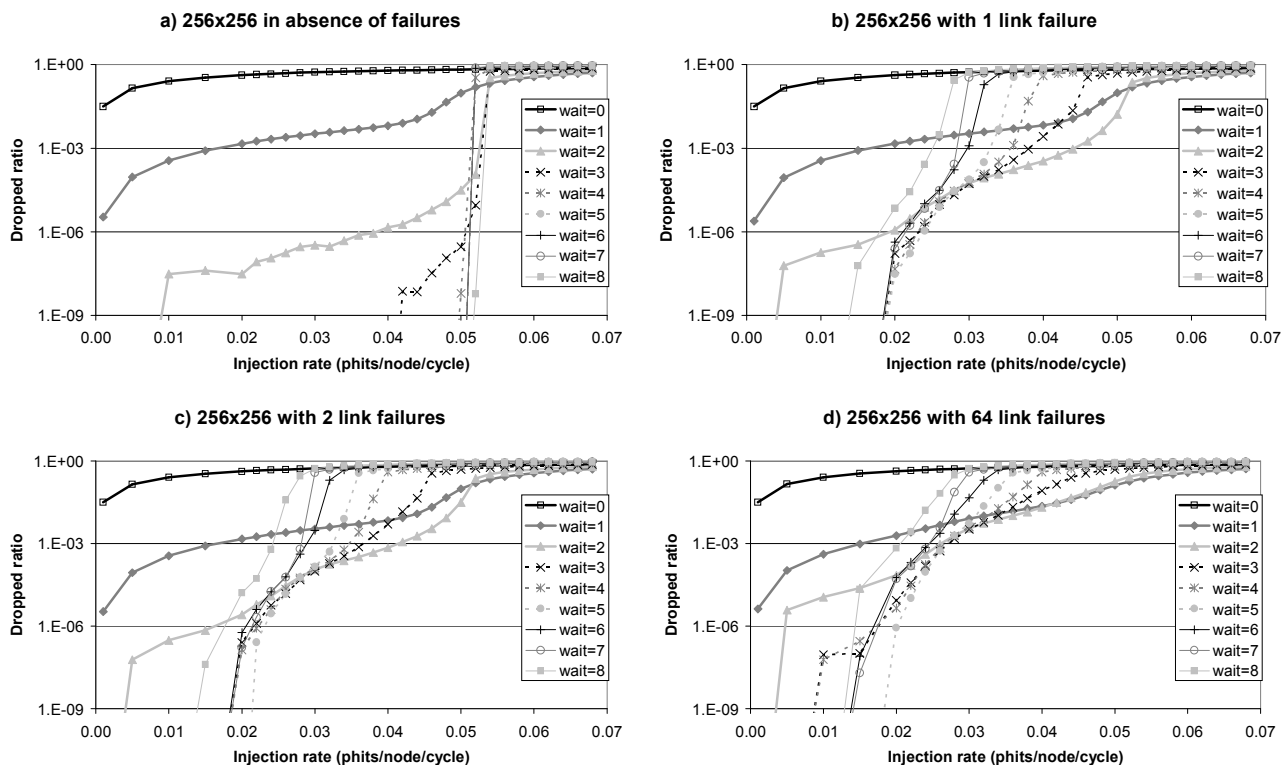 a) 256x256 in absence of failures
1.E+00
1.E-03
1.E-06
1.E-09
Dropped ratio
0.00 0.01 0.02 0.03 0.04 0.05 0.06 0.07
Injection rate (phits/node/cycle)
wait=0
wait=1
wait=2
wait=3
wait=4
wait=5
wait=6
wait=7
wait=8
b) 256x256 with 1 link failure
1.E+00
1.E-03
1.E-06
1.E-09
Dropped ratio
0.00 0.01 0.02 0.03 0.04 0.05 0.06 0.07
Injection rate (phits/node/cycle)
wait=0
wait=1
wait=2
wait=3
wait=4
wait=5
wait=6
wait=7
wait=8
c) 256x256 with 2 link failures
1.E+00
1.E-03
1.E-06
1.E-09
Dropped ratio
0.00 0.01 0.02 0.03 0.04 0.05 0.06 0.07
Injection rate (phits/node/cycle)
wait=0
wait=1
wait=2
wait=3
wait=4
wait=5
wait=6
wait=7
wait=8
d) 256x256 with 64 link failures
1.E+00
1.E-03
1.E-06
1.E-09
Dropped ratio
0.00 0.01 0.02 0.03 0.04 0.05 0.06 0.07
Injection rate (phits/node/cycle)
wait=0
wait=1
wait=2
wait=3
wait=4
wait=5
wait=6
wait=7
wait=8